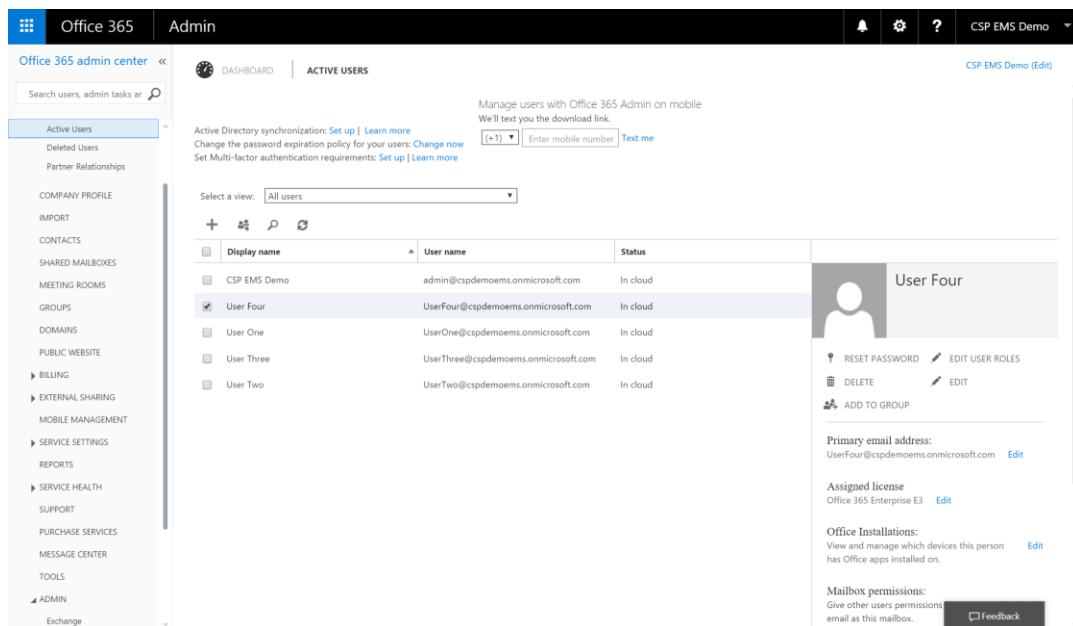 Office 365 Admin ? CSP EMS Demo
Office 365 admin center «
Search users, admin tasks ar
Active Users
Deleted Users
Partner Relationships
COMPANY PROFILE
IMPORT
CONTACTS
SHARED MAILBOXES
MEETING ROOMS
GROUPS
DOMAINS
PUBLIC WEBSITE
BILLING
EXTERNAL SHARING
MOBILE MANAGEMENT
SERVICE SETTINGS
REPORTS
SERVICE HEALTH
SUPPORT
PURCHASE SERVICES
MESSAGE CENTER
TOOLS
ADMIN
Exchange
DASHBOARD ACTIVE USERS
CSP EMS Demo (Edit)
Manage users with Office 365 Admin on mobile
We'll text you the download link.
(+1) Enter mobile number Text me
Active Directory synchronization: Set up | Learn more
Change the password expiration policy for your users: Change now
Set Multi-factor authentication requirements: Set up | Learn more
Select a view: All users
Display name User name Status
CSP EMS Demo admin@cspdemoems.onmicrosoft.com In cloud
User Four UserFour@cspdemoems.onmicrosoft.com In cloud
User One UserOne@cspdemoems.onmicrosoft.com In cloud
User Three UserThree@cspdemoems.onmicrosoft.com In cloud
User Two UserTwo@cspdemoems.onmicrosoft.com In cloud
User Four
RESET PASSWORD EDIT USER ROLES
DELETE EDIT
ADD TO GROUP
Primary email address:
UserFour@cspdemoems.onmicrosoft.com Edit
Assigned license
Office 365 Enterprise E3 Edit
Office Installations:
View and manage which devices this person Edit
has Office apps installed on.
Mailbox permissions:
Give other users permissions
email as this mailbox.
Feedback